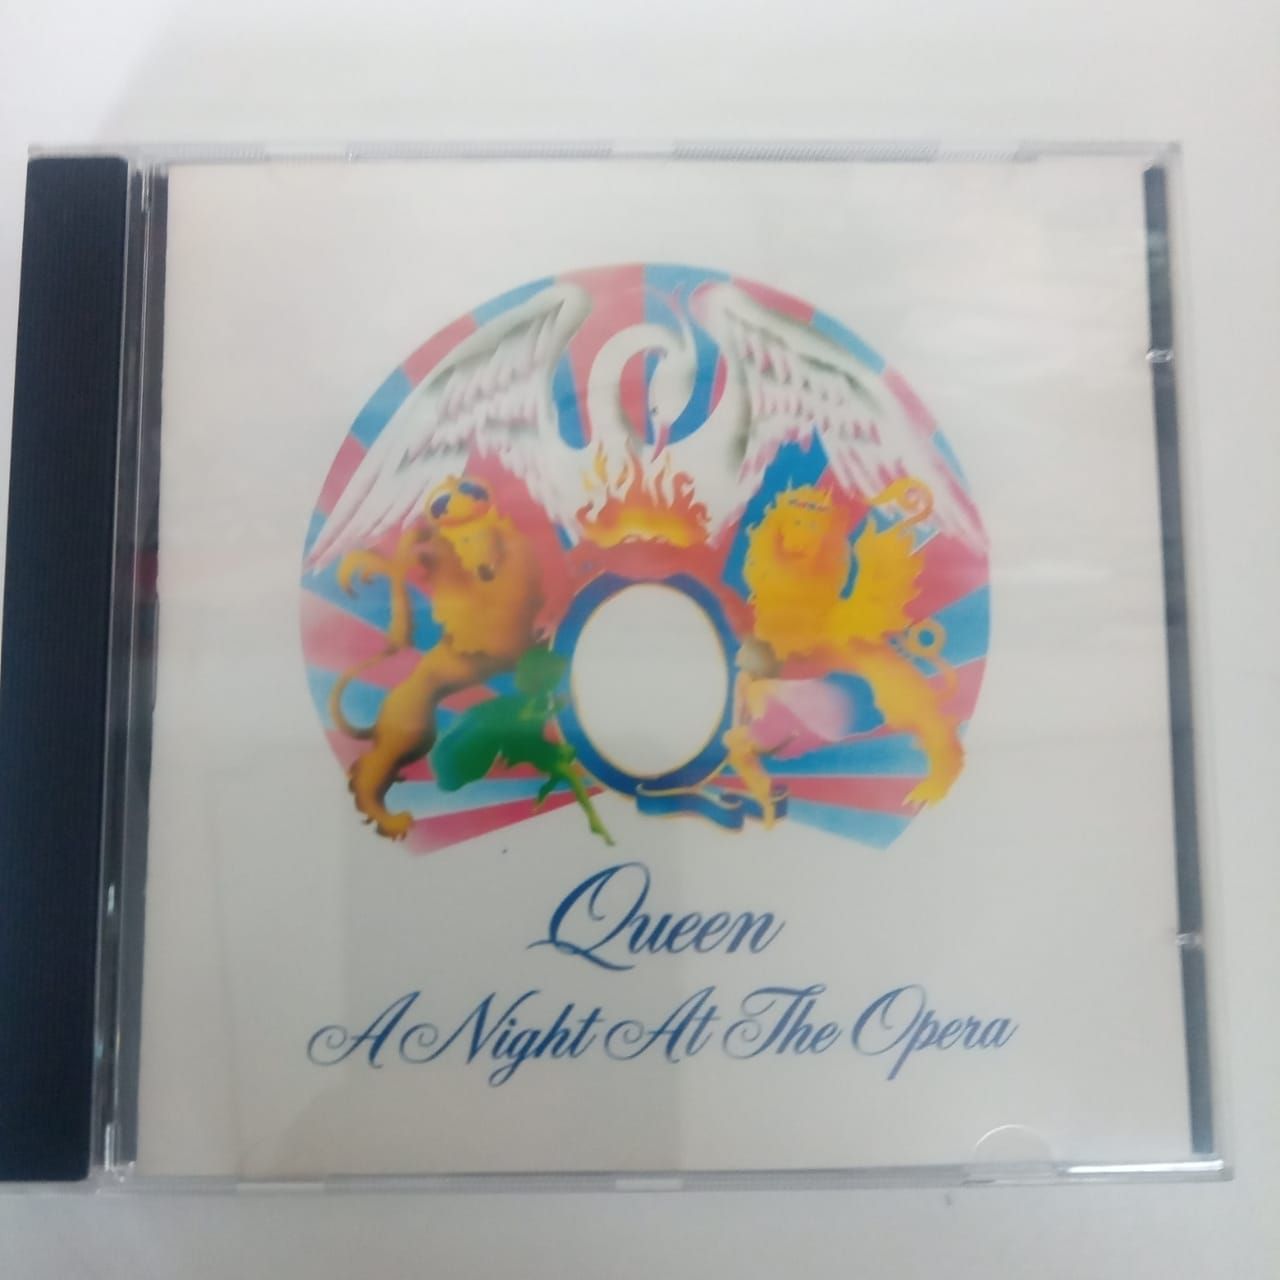 Queen
A Night At The Opera